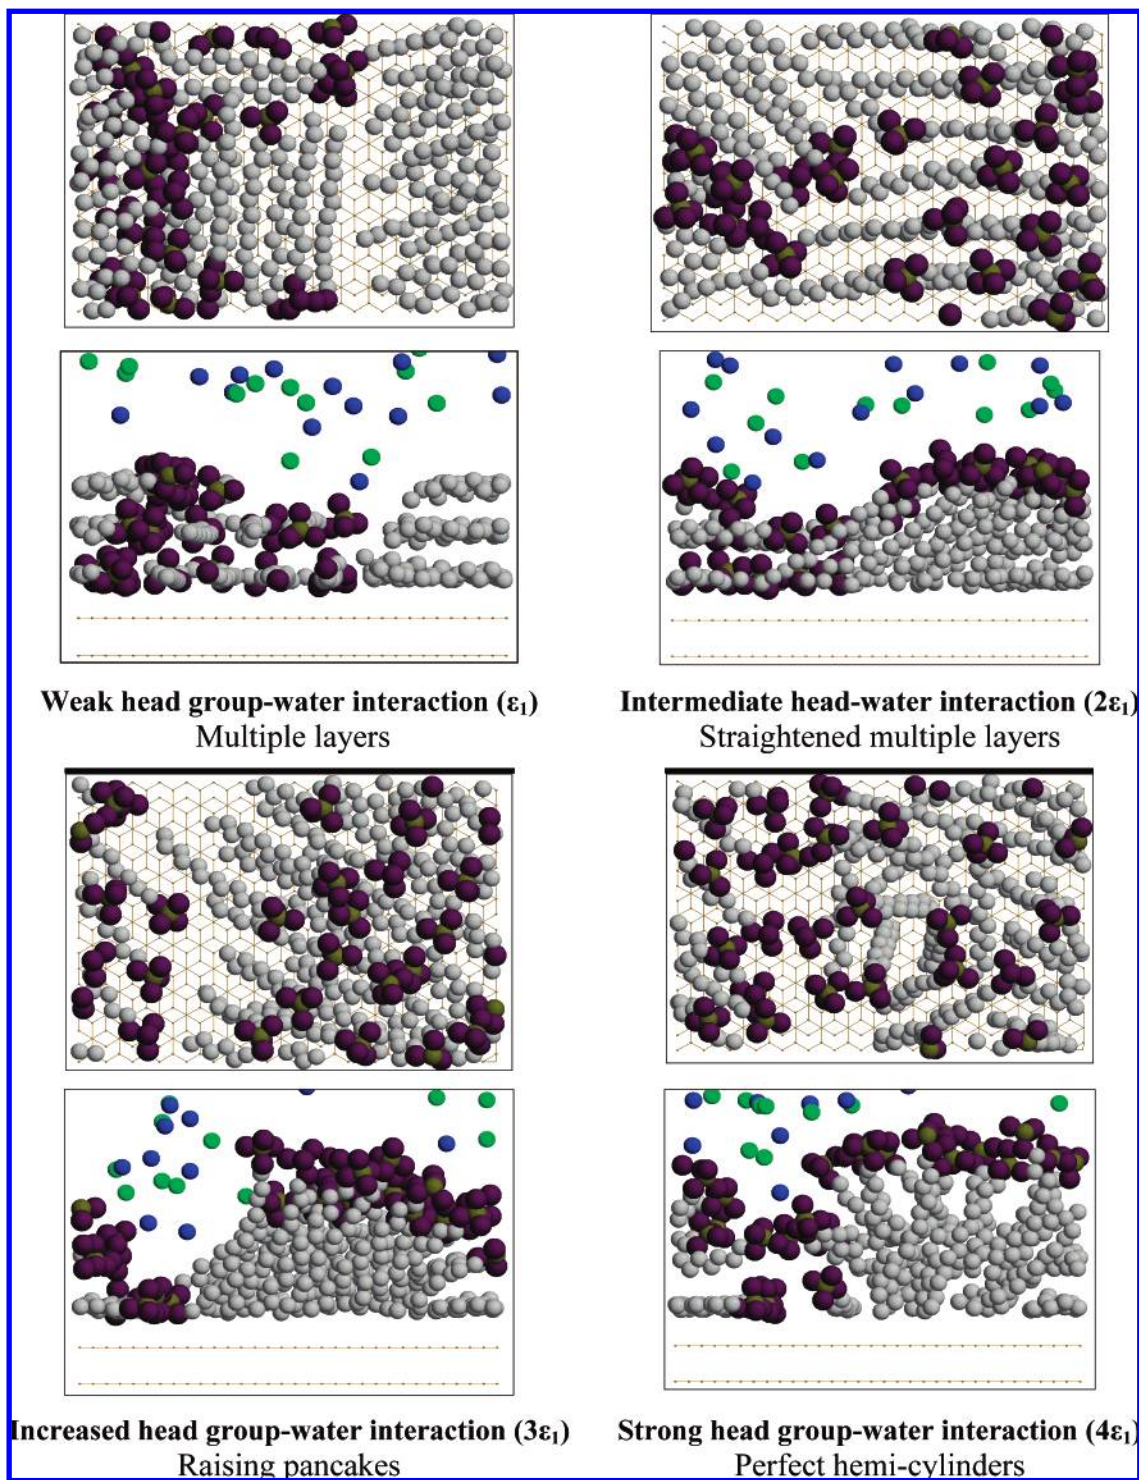 Weak head group-water interaction (ε₁)
Multiple layers
Intermediate head-water interaction (2ε₁)
Straightened multiple layers
Increased head group-water interaction (3ε₁)
Raising pancakes
Strong head group-water interaction (4ε₁)
Perfect hemi-cylinders